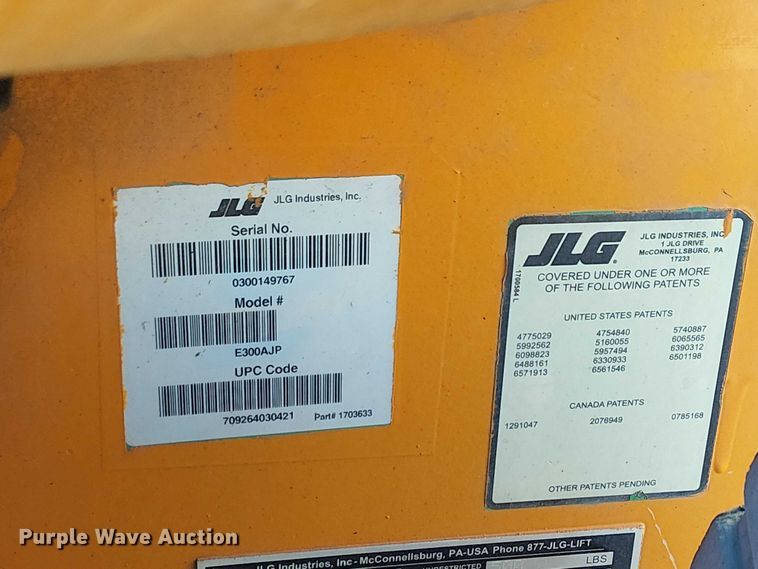 JLG JLG Industries, Inc.
Serial No.
0300149767
Model #
E300AJP
UPC Code
709264030421 Part# 1703633
JLG® JLG INDUSTRIES, INC
1 JLG DRIVE
McCONNELLSBURG, PA
17233
1700584 L
COVERED UNDER ONE OR MORE
OF THE FOLLOWING PATENTS
UNITED STATES PATENTS
4775029 4754840 5740887
5992562 5160055 6065565
6098823 5957494 6390312
6488161 6330933 6501198
6571913 6561546
CANADA PATENTS
1291047 2076949 0785168
OTHER PATENTS PENDING
JLG Industries, Inc- McConnellsburg, PA-USA Phone 877-JLG-LIFT
UNRESTRICTED
LBS
Purple Wave Auction